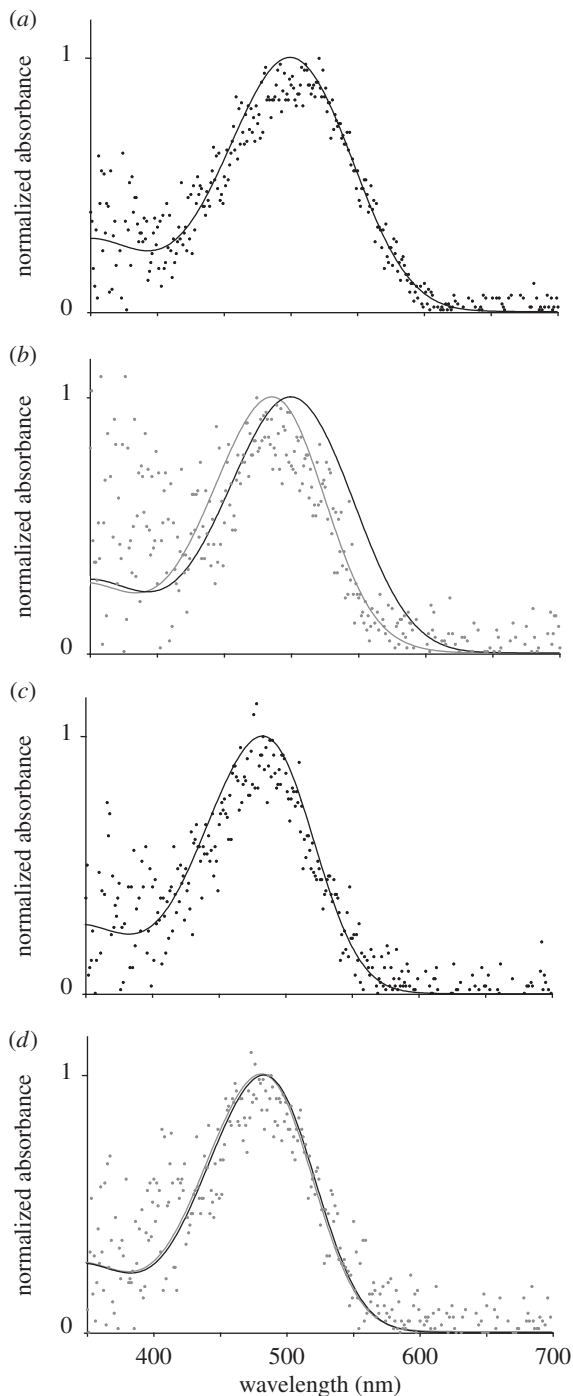 (a)
1
normalized absorbance
0
(b)
1
normalized absorbance
0
(c)
1
normalized absorbance
0
(d)
1
normalized absorbance
0
400 500 600 700
wavelength (nm)